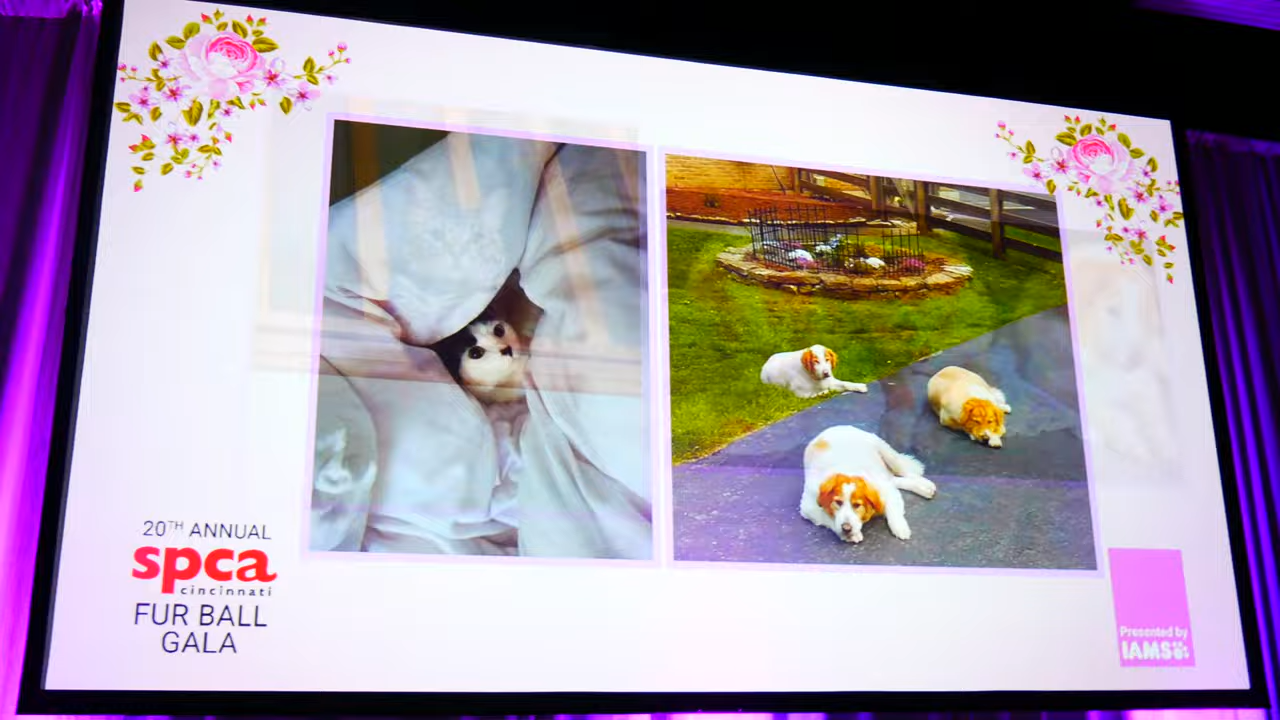 20TH ANNUAL
spca
cincinnati
FUR BALL
GALA
Presented by
IAMS